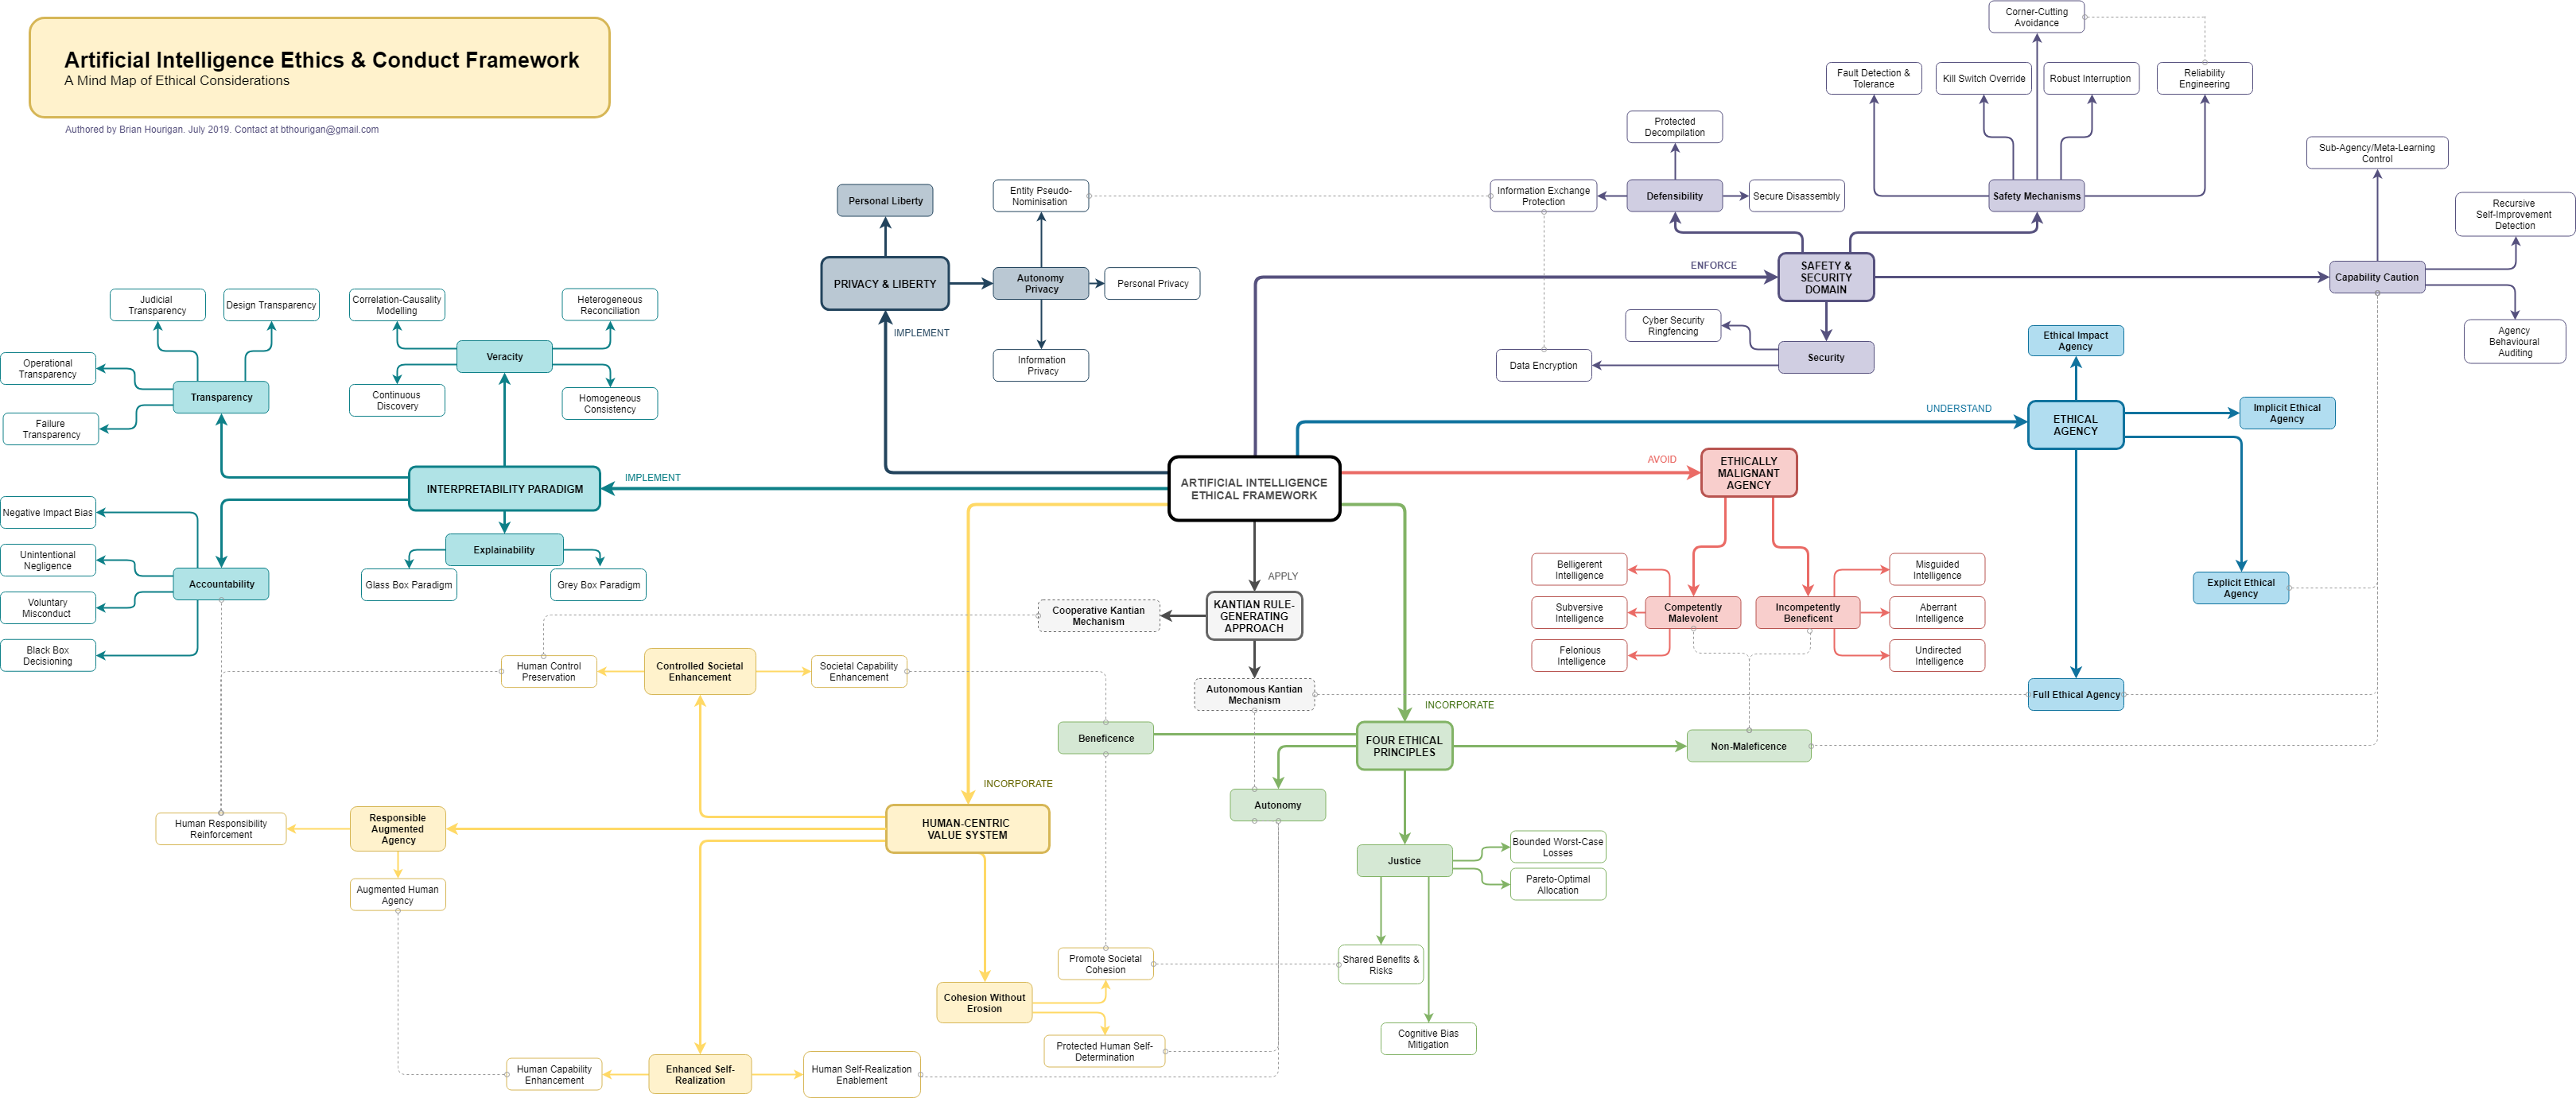 Artificial Intelligence Ethics & Conduct Framework
A Mind Map of Ethical Considerations
Authored by Brian Hourigan. July 2019. Contact at bthourigan@gmail.com
Corner-Cutting
Avoidance
Fault Detection &
Tolerance
Kill Switch Override
Robust Interruption
Reliability
Engineering
Protected
Decompilation
Sub-Agency/Meta-Learning
Control
Personal Liberty
Entity Pseudo-
Nominisation
Information Exchange
Protection
Defensibility
Secure Disassembly
Safety Mechanisms
Recursive
Self-Improvement
Detection
PRIVACY & LIBERTY
Autonomy
Privacy
Personal Privacy
ENFORCE
SAFETY &
SECURITY
DOMAIN
Capability Caution
IMPLEMENT
Information
Privacy
Cyber Security
Ringfencing
Security
Data Encryption
Agency
Behavioural
Auditing
Judicial
Transparency
Design Transparency
Correlation-Causality
Modelling
Heterogeneous
Reconciliation
Operational
Transparency
Veracity
Transparency
Continuous
Discovery
Homogeneous
Consistency
Failure
Transparency
Ethical Impact
Agency
UNDERSTAND
ETHICAL
AGENCY
Implicit Ethical
Agency
INTERPRETABILITY PARADIGM
IMPLEMENT
ARTIFICIAL INTELLIGENCE
ETHICAL FRAMEWORK
AVOID
ETHICALLY
MALIGNANT
AGENCY
Negative Impact Bias
Unintentional
Negligence
Accountability
Voluntary
Misconduct
Black Box
Decisioning
Explainability
Glass Box Paradigm
Grey Box Paradigm
APPLY
KANTIAN RULE-
GENERATING
APPROACH
Cooperative Kantian
Mechanism
Autonomous Kantian
Mechanism
Belligerent
Intelligence
Subversive
Intelligence
Felonious
Intelligence
Competently
Malevolent
Incompetently
Beneficent
Misguided
Intelligence
Aberrant
Intelligence
Undirected
Intelligence
Explicit Ethical
Agency
Full Ethical Agency
Human Control
Preservation
Controlled Societal
Enhancement
Societal Capability
Enhancement
INCORPORATE
Beneficence
FOUR ETHICAL
PRINCIPLES
Non-Maleficence
Autonomy
Justice
Bounded Worst-Case
Losses
Pareto-Optimal
Allocation
Shared Benefits &
Risks
Cognitive Bias
Mitigation
INCORPORATE
HUMAN-CENTRIC
VALUE SYSTEM
Human Responsibility
Reinforcement
Responsible
Augmented
Agency
Augmented Human
Agency
Promote Societal
Cohesion
Cohesion Without
Erosion
Protected Human Self-
Determination
Human Capability
Enhancement
Enhanced Self-
Realization
Human Self-Realization
Enablement